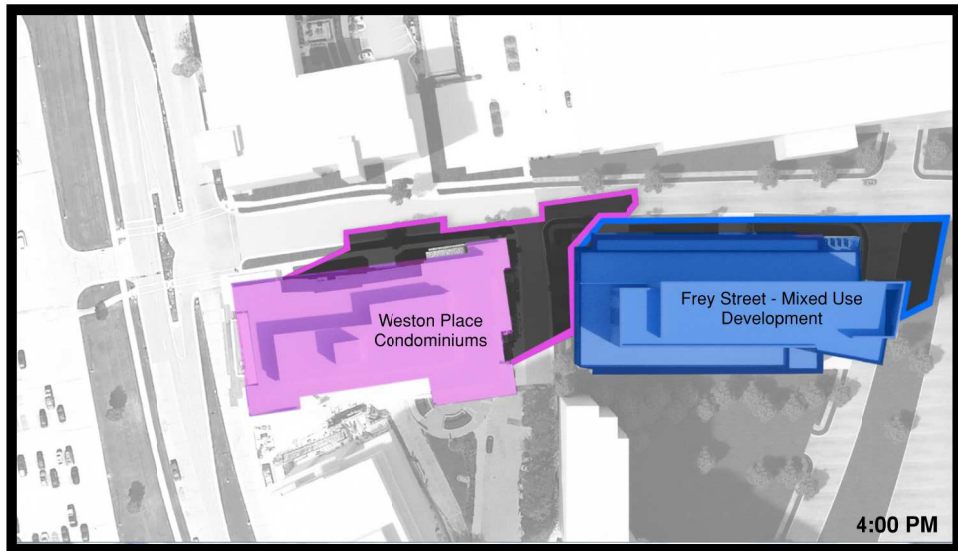 Weston Place
Condominiums
Frey Street - Mixed Use
Development
4:00 PM